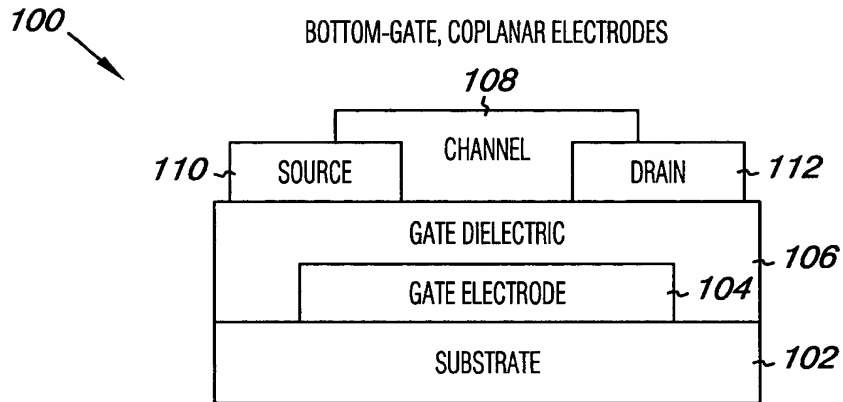 100
BOTTOM-GATE, COPLANAR ELECTRODES
108
CHANNEL
110
SOURCE
DRAIN
112
GATE DIELECTRIC
106
GATE ELECTRODE
104
SUBSTRATE
102